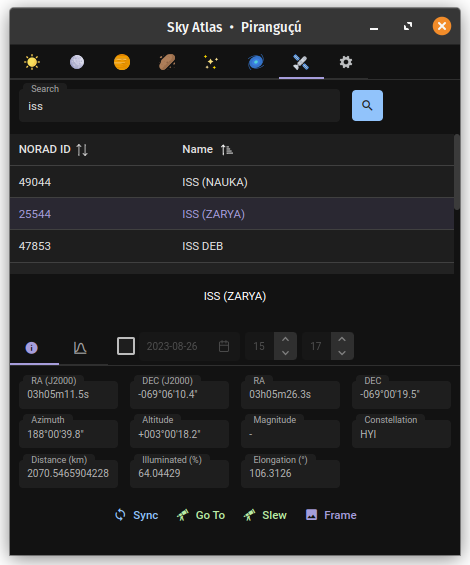 Sky Atlas • Piranguçú
Search
iss
NORAD ID Name
49044 ISS (NAUKA)
25544 ISS (ZARYA)
47853 ISS DEB
ISS (ZARYA)
2023-08-26 15 17
RA (J2000) DEC (J2000) RA DEC
03h05m11.5s -069°06'10.4" 03h05m26.3s -069°00'19.5"
Azimuth Altitude Magnitude Constellation
188°00'39.8" +003°00'18.2" - HYI
Distance (km) Illuminated (%) Elongation (°)
2070.5465904228 64.04429 106.3126
Sync Go To Slew Frame